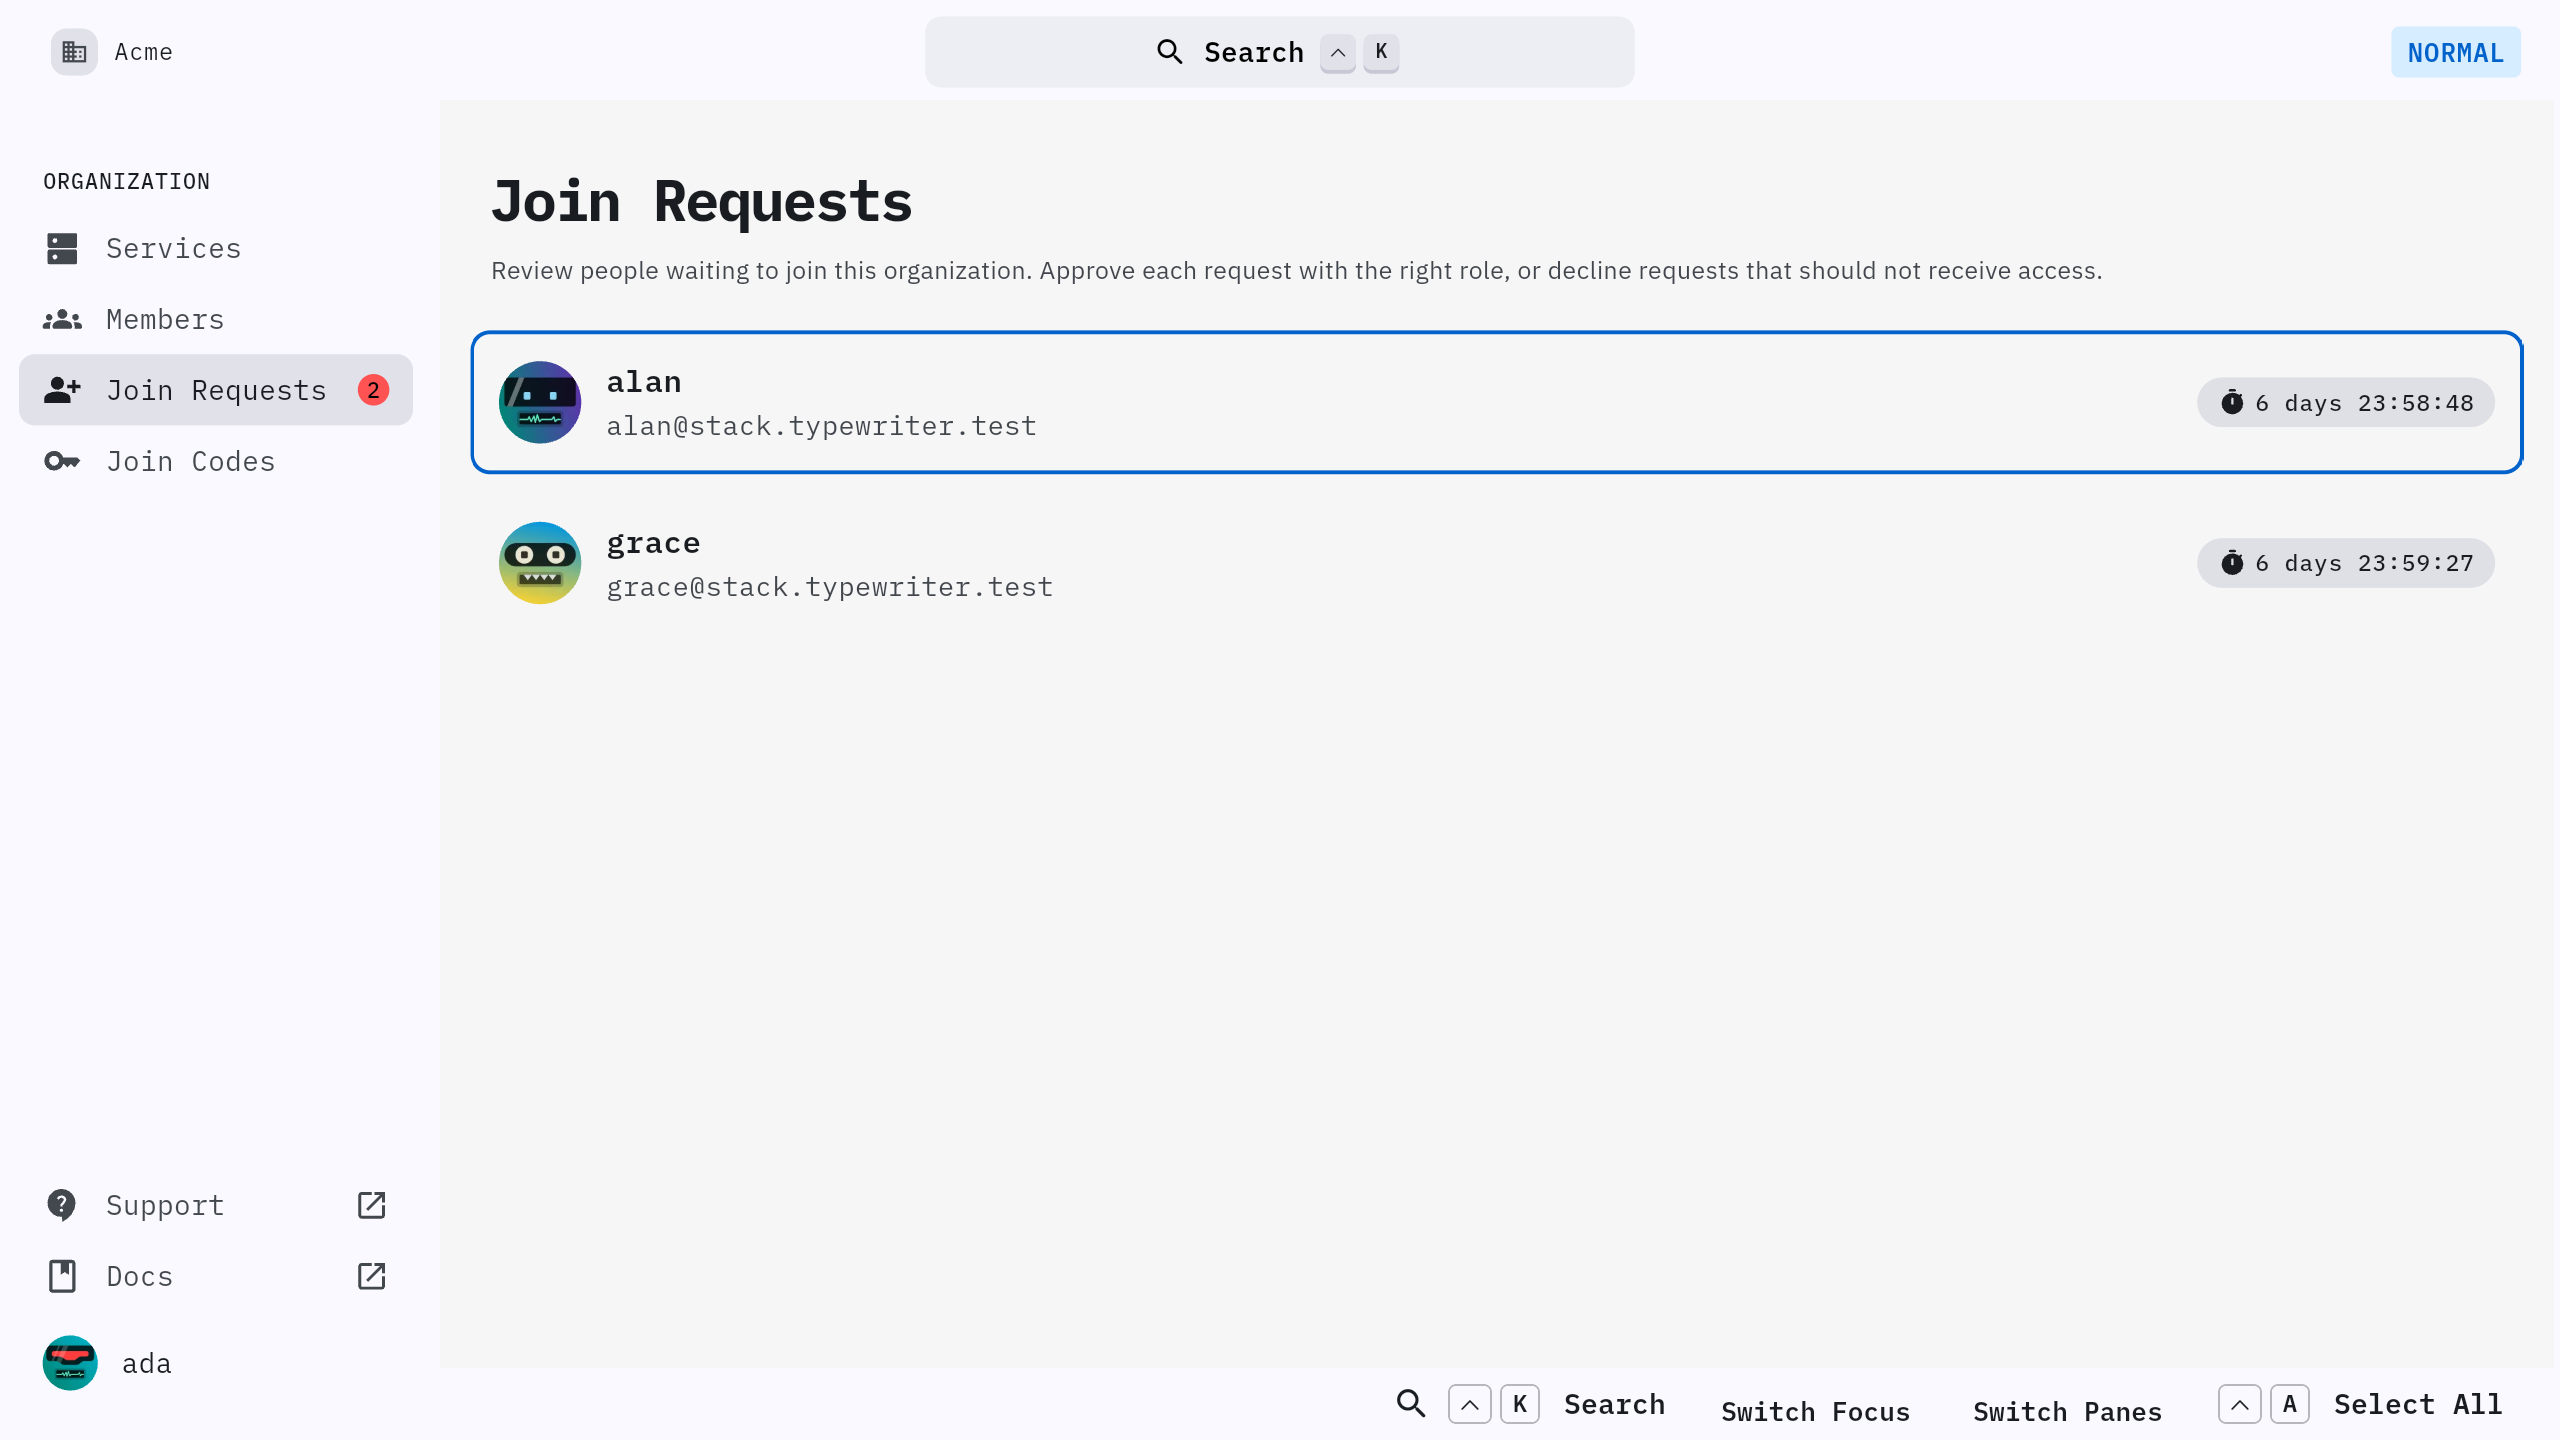 Acme
Search ^ K
NORMAL
ORGANIZATION
Services
Members
Join Requests 2
Join Codes
Join Requests
Review people waiting to join this organization. Approve each request with the right role, or decline requests that should not receive access.
alan
alan@stack.typewriter.test
6 days 23:58:48
grace
grace@stack.typewriter.test
6 days 23:59:27
Support
Docs
ada
^ K Search Switch Focus Switch Panes ^ A Select All